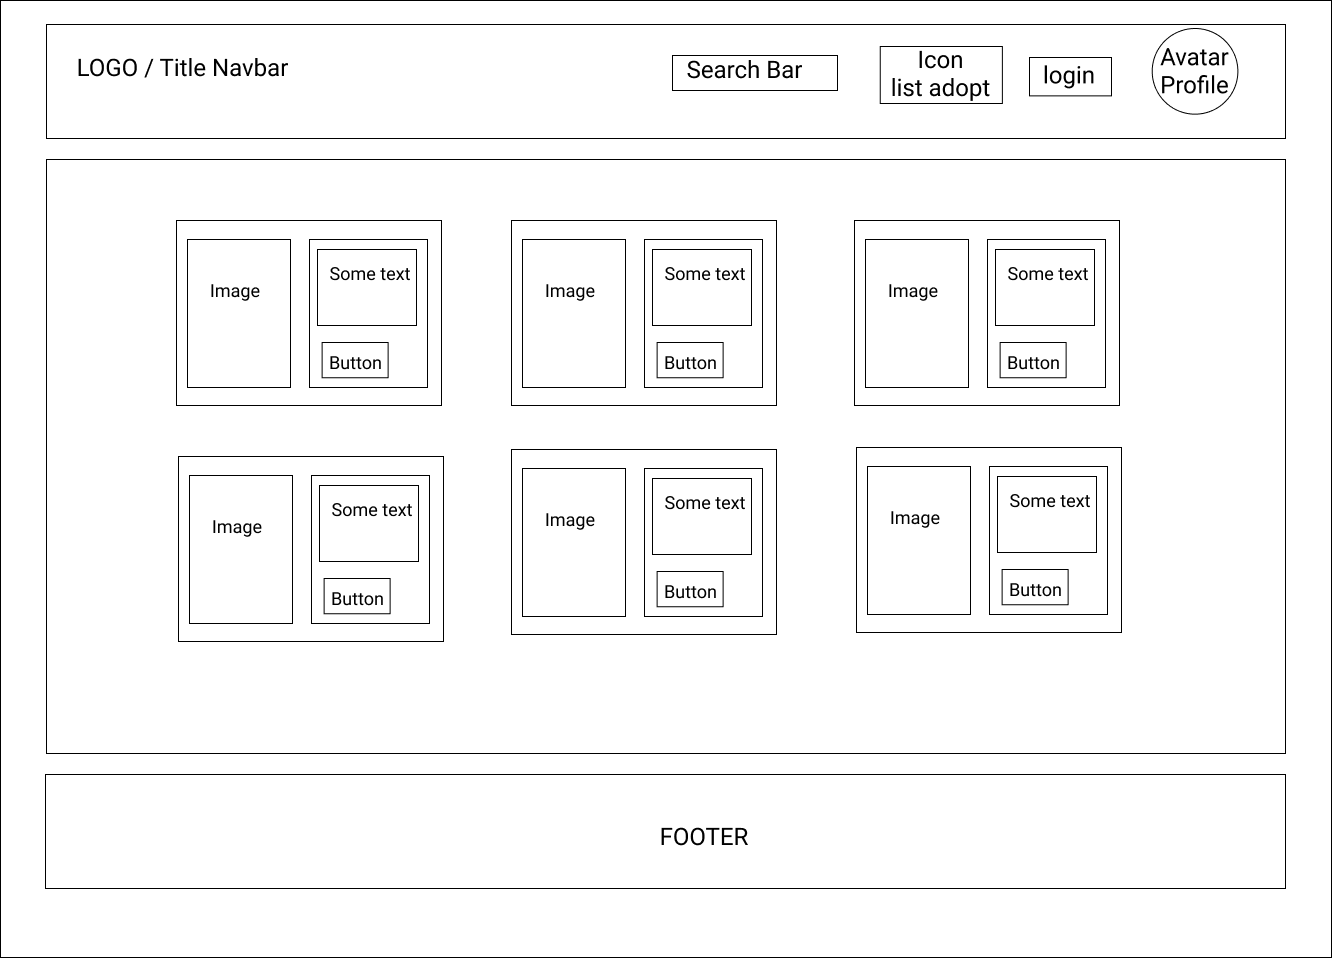 LOGO / Title Navbar
Search Bar
Icon
list adopt
login
Avatar
Profile
Image
Some text
Button
Image
Some text
Button
Image
Some text
Button
Image
Some text
Button
Image
Some text
Button
Image
Some text
Button
FOOTER